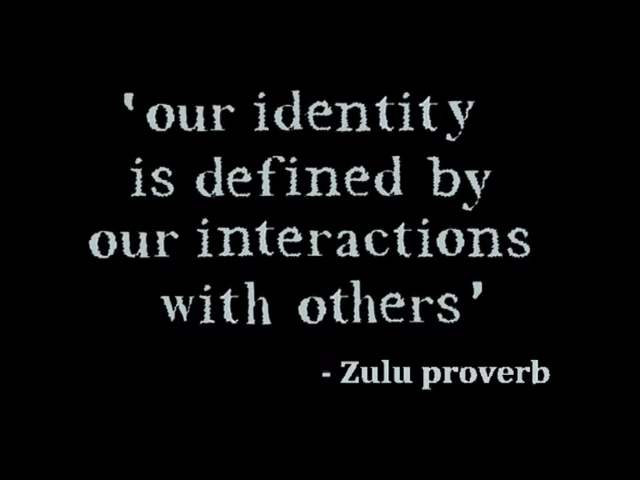 'our identity
is defined by
our interactions
with others'
- Zulu proverb